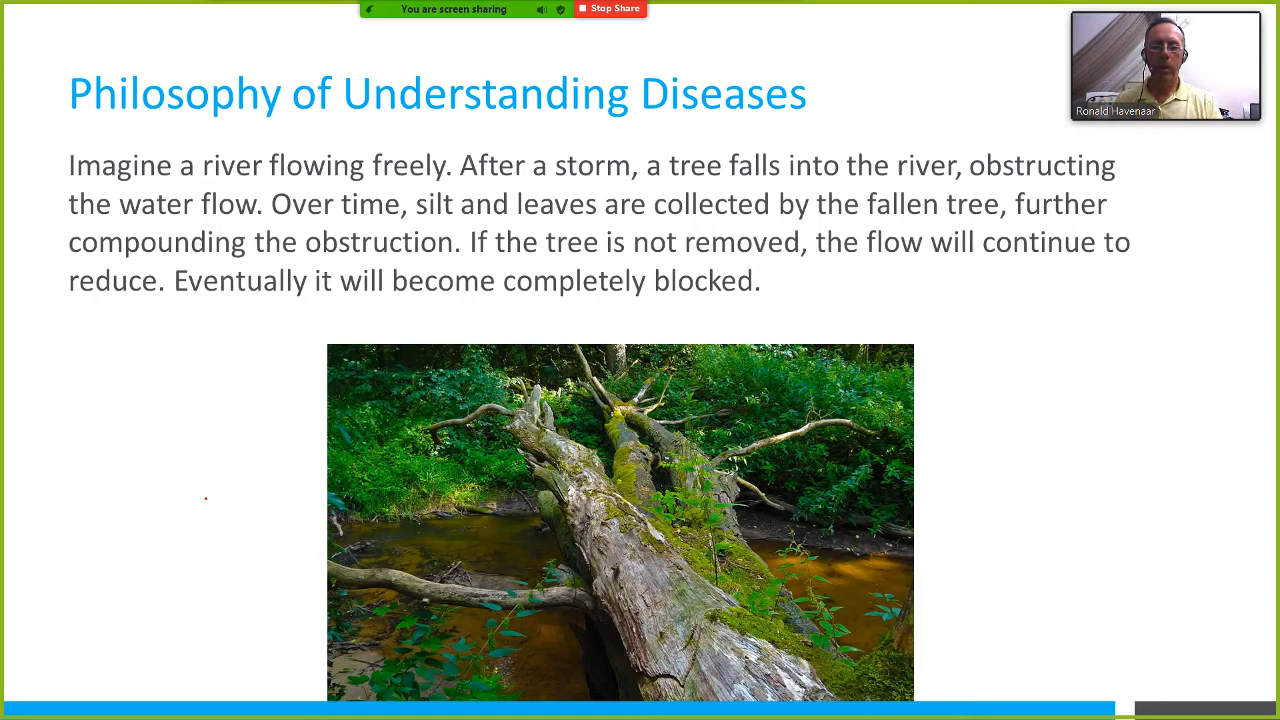 You are screen sharing
Stop Share
Philosophy of Understanding Diseases
Ronald Havenaar
Imagine a river flowing freely. After a storm, a tree falls into the river, obstructing
the water flow. Over time, silt and leaves are collected by the fallen tree, further
compounding the obstruction. If the tree is not removed, the flow will continue to
reduce. Eventually it will become completely blocked.